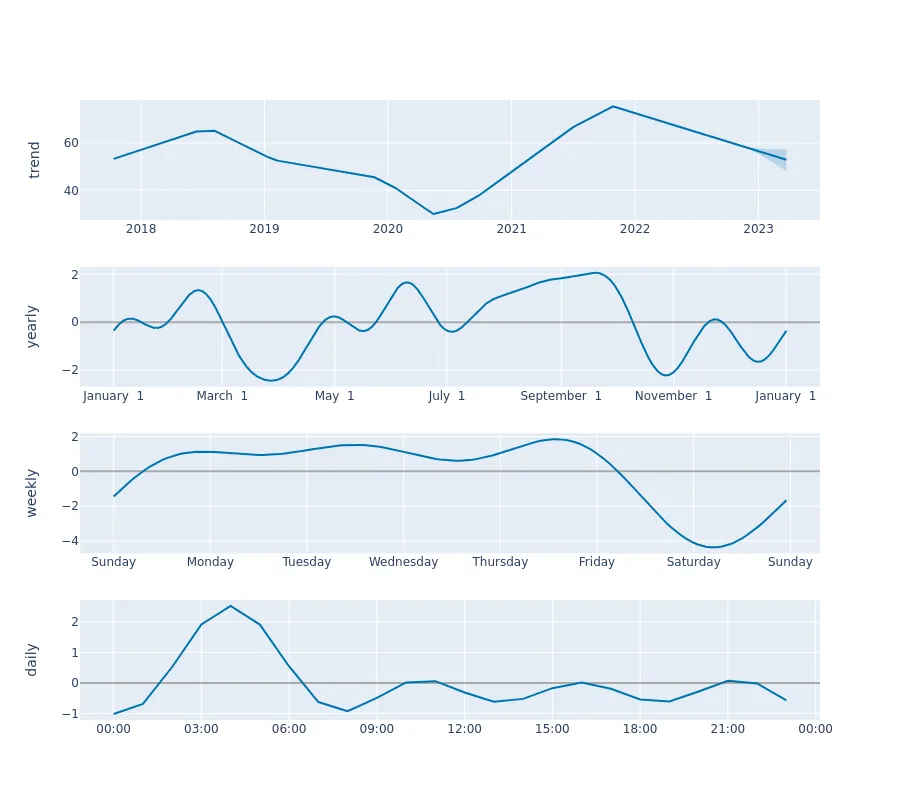 trend
60
40
2018 2019 2020 2021 2022 2023
yearly
2
0
−2
January 1 March 1 May 1 July 1 September 1 November 1 January 1
weekly
2
0
−2
−4
Sunday Monday Tuesday Wednesday Thursday Friday Saturday Sunday
daily
2
1
0
−1
00:00 03:00 06:00 09:00 12:00 15:00 18:00 21:00 00:00